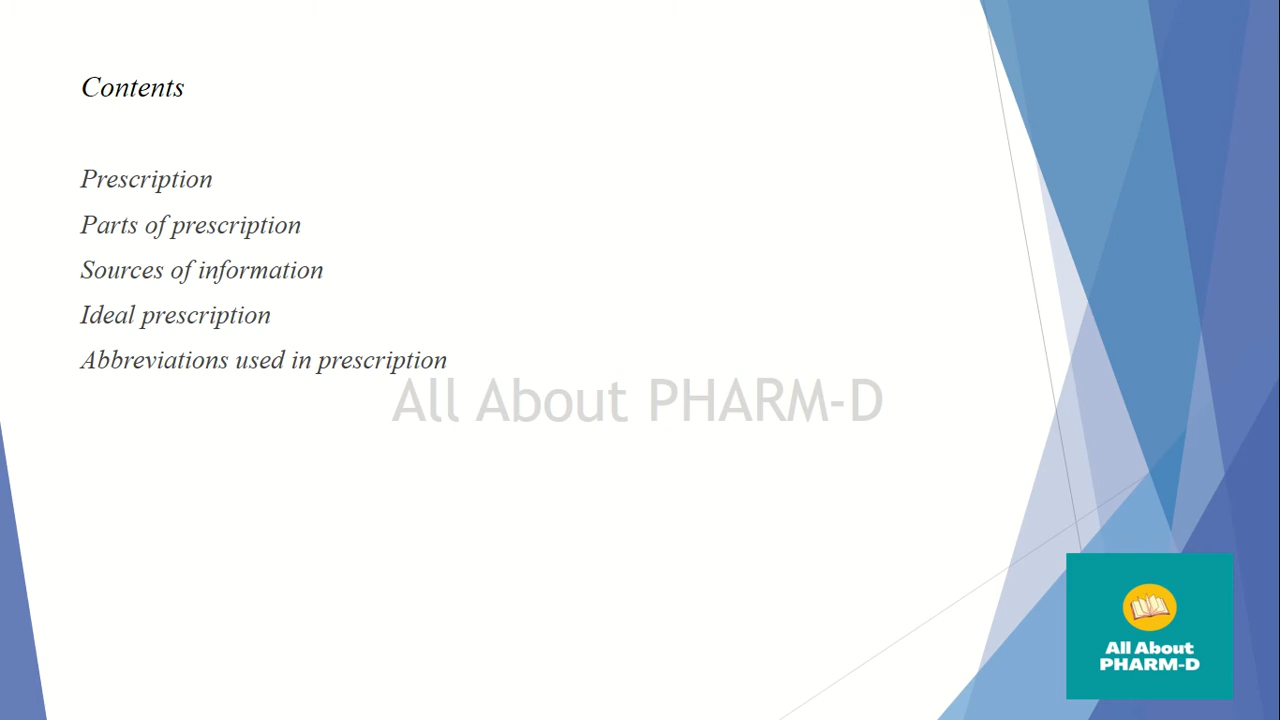 Contents
Prescription
Parts of prescription
Sources of information
Ideal prescription
Abbreviations used in prescription
All About PHARM-D
All About
PHARM-D